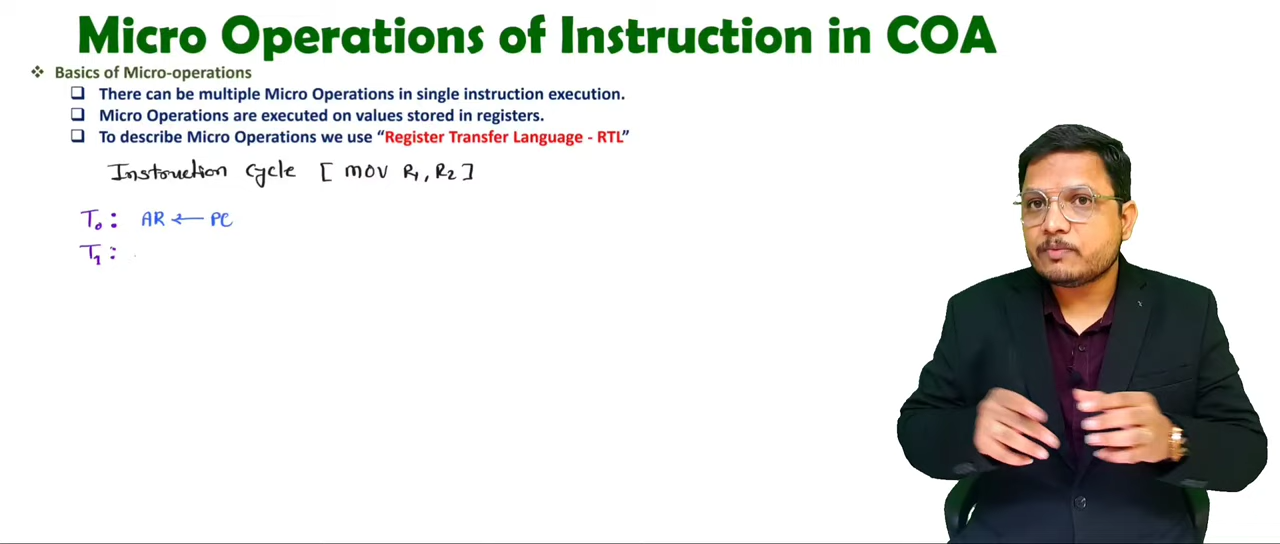 Micro Operations of Instruction in COA
❖ Basics of Micro-operations
❑ There can be multiple Micro Operations in single instruction execution.
❑ Micro Operations are executed on values stored in registers.
❑ To describe Micro Operations we use “Register Transfer Language - RTL”
Instruction Cycle [ MOV R1, R2 ]
T0 : AR ← PC
T1 :